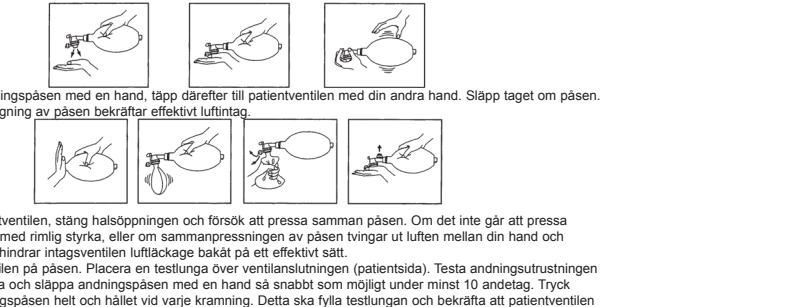 ingspåsen med en hand, täpp därefter till patientventilen med din andra hand. Släpp taget om påsen.
gning av påsen bekräftar effektivt luftintag.
tventilen, stäng halsöppningen och försök att pressa samman påsen. Om det inte går att pressa
med rimlig styrka, eller om sammanpressningen av påsen tvingar ut luften mellan din hand och
hindrar intagsventilen luftläckage bakåt på ett effektivt sätt.
ilen på påsen. Placera en testlunga över ventilanslutningen (patientsida). Testa andningsutrustningen
a och släppa andningspåsen med en hand så snabbt som möjligt under minst 10 andetag. Tryck
gspåsen helt och hållet vid varje kramning. Detta ska fylla testlungan och bekräfta att patientventilen